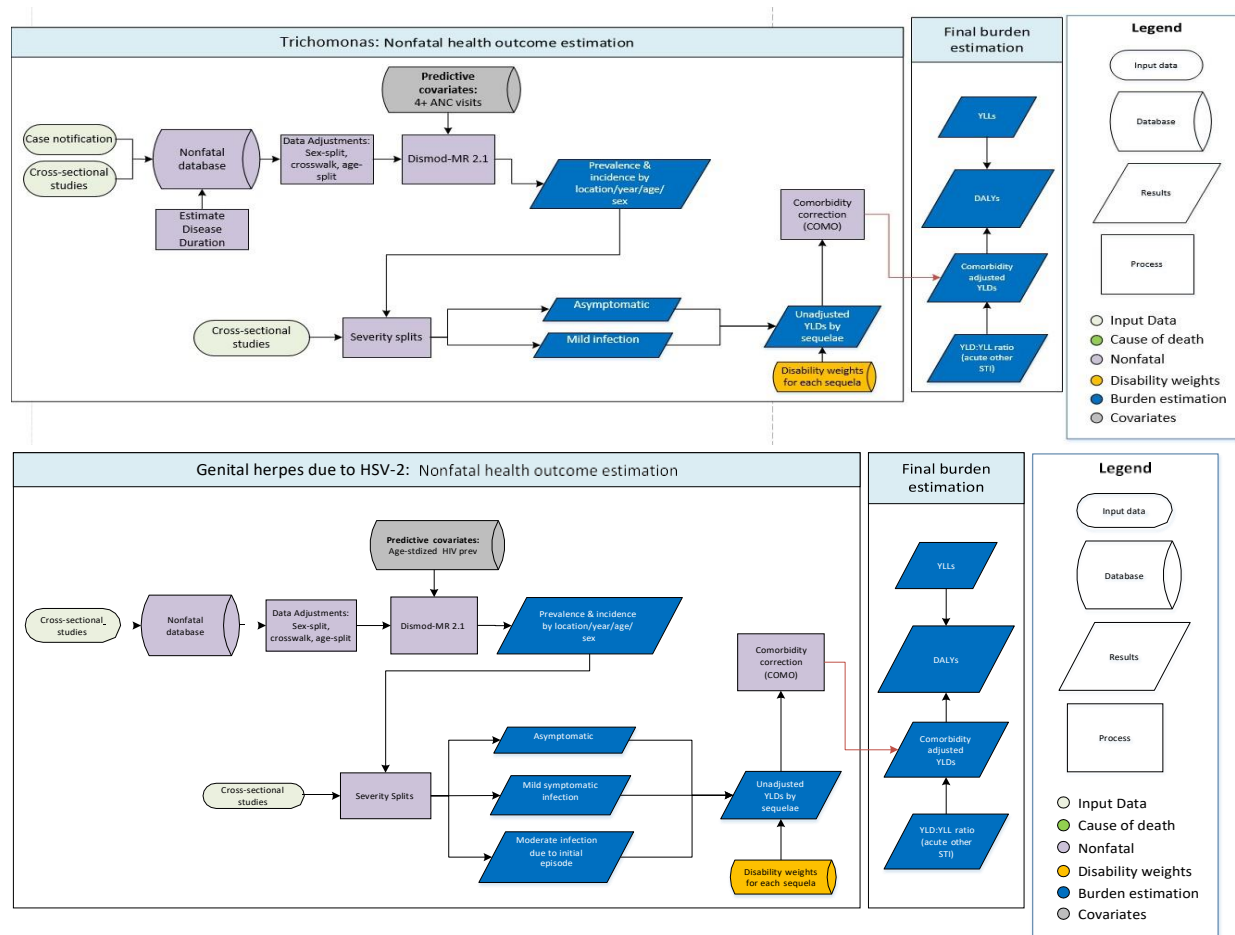 Trichomonas: Nonfatal health outcome estimation
Final burden
estimation
Legend
Predictive
covariates:
4+ ANC visits
Case notification
Cross-sectional
studies
Nonfatal
database
Data Adjustments:
Sex-split,
crosswalk, age-
split
Dismod-MR 2.1
Prevalence &
incidence by
location/year/age/
sex
Estimate
Disease
Duration
Comorbidity
correction
(COMO)
Cross-sectional
studies
Severity splits
Asymptomatic
Mild infection
Unadjusted
YLDs by
sequelae
Disability weights
for each sequela
YLLs
DALYs
Comorbidity
adjusted
YLDs
YLD:YLL ratio
(acute other
STI)
Input data
Database
Results
Process
Input Data
Cause of death
Nonfatal
Disability weights
Burden estimation
Covariates
Genital herpes due to HSV-2: Nonfatal health outcome estimation
Final burden
estimation
Legend
Predictive covariates:
Age-stdized HIV prev
Cross-sectional
studies
Nonfatal
database
Data Adjustments:
Sex-split,
crosswalk, age-split
Dismod-MR 2.1
Prevalence & incidence
by location/year/age/
sex
Comorbidity
correction
(COMO)
Cross-sectional
studies
Severity Splits
Asymptomatic
Mild symptomatic
infection
Moderate infection
due to initial
episode
Unadjusted
YLDs by
sequelae
Disability weights
for each sequela
YLLs
DALYs
Comorbidity
adjusted
YLDs
YLD:YLL ratio
(acute other
STI)
Input data
Database
Results
Process
Input Data
Cause of death
Nonfatal
Disability weights
Burden estimation
Covariates